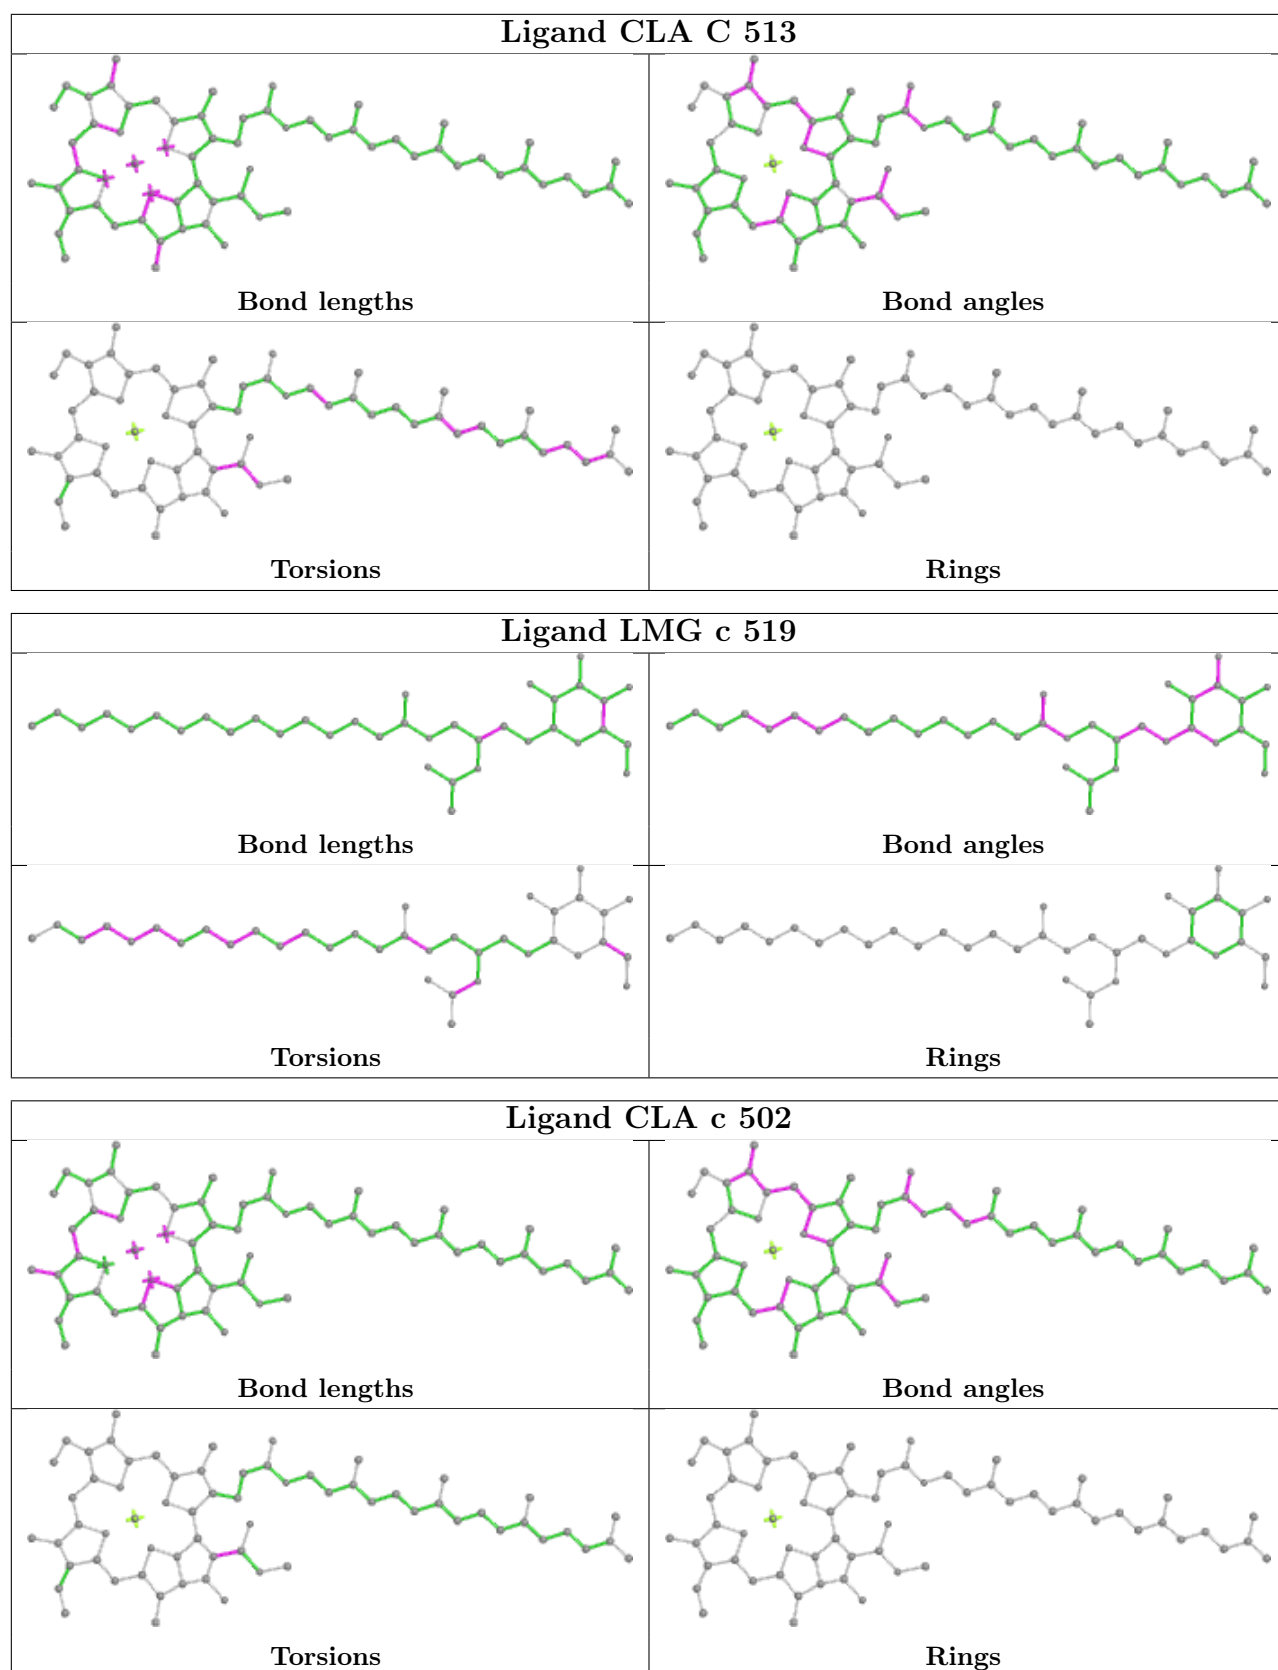 Ligand CLA C 513
Bond lengths
Bond angles
Torsions
Rings
Ligand LMG c 519
Bond lengths
Bond angles
Torsions
Rings
Ligand CLA c 502
Bond lengths
Bond angles
Torsions
Rings